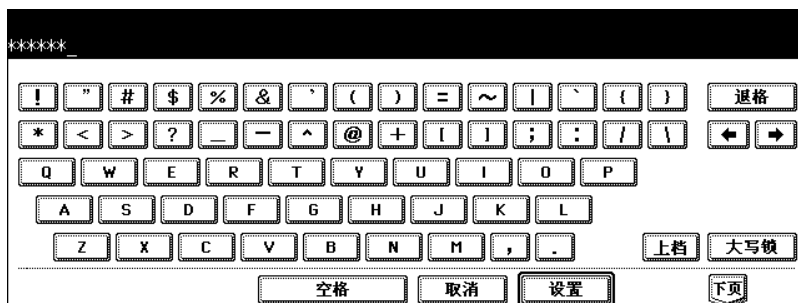 ******_
! " # $ % & ' ( ) = ~ | ` { } 退格
* < > ? _ - ^ @ + [ ] ; : / \ ← →
Q W E R T Y U I O P
A S D F G H J K L
Z X C V B N M , . 上档 大写锁
空格 取消 设置 下页